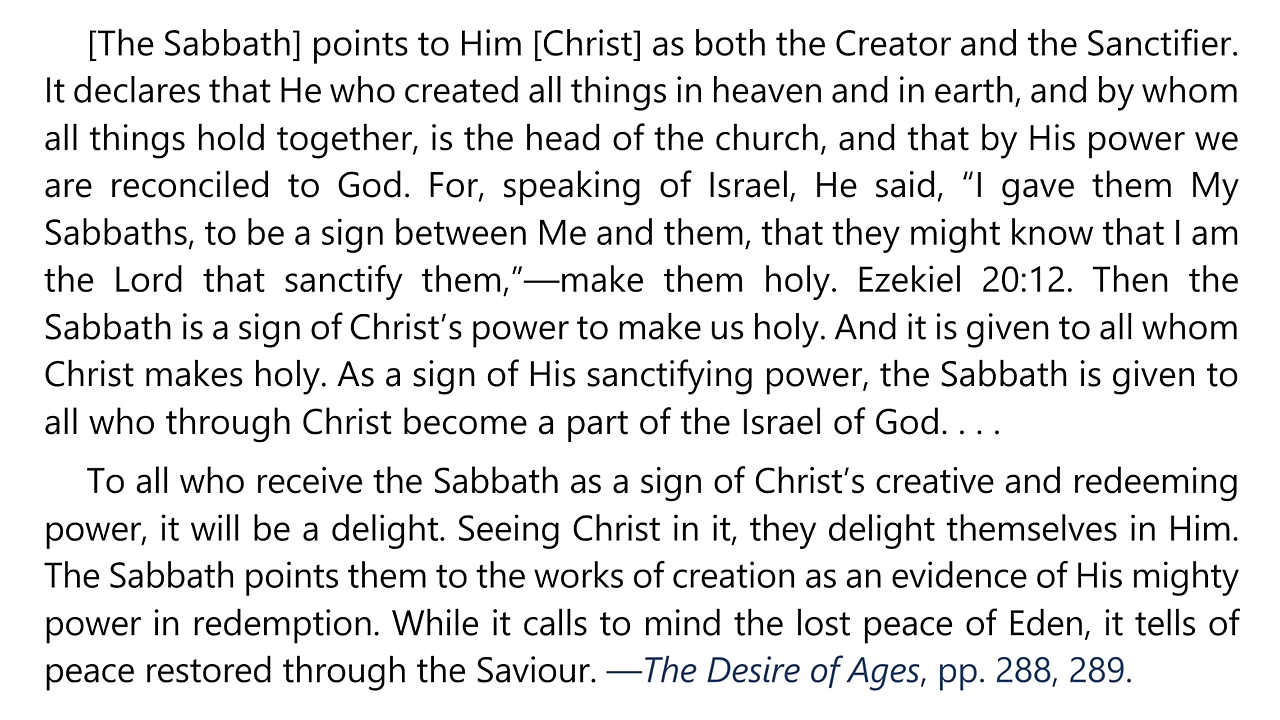 [The Sabbath] points to Him [Christ] as both the Creator and the Sanctifier.
It declares that He who created all things in heaven and in earth, and by whom
all things hold together, is the head of the church, and that by His power we
are reconciled to God. For, speaking of Israel, He said, “I gave them My
Sabbaths, to be a sign between Me and them, that they might know that I am
the Lord that sanctify them,”—make them holy. Ezekiel 20:12. Then the
Sabbath is a sign of Christ’s power to make us holy. And it is given to all whom
Christ makes holy. As a sign of His sanctifying power, the Sabbath is given to
all who through Christ become a part of the Israel of God. . . .
To all who receive the Sabbath as a sign of Christ’s creative and redeeming
power, it will be a delight. Seeing Christ in it, they delight themselves in Him.
The Sabbath points them to the works of creation as an evidence of His mighty
power in redemption. While it calls to mind the lost peace of Eden, it tells of
peace restored through the Saviour. —The Desire of Ages, pp. 288, 289.